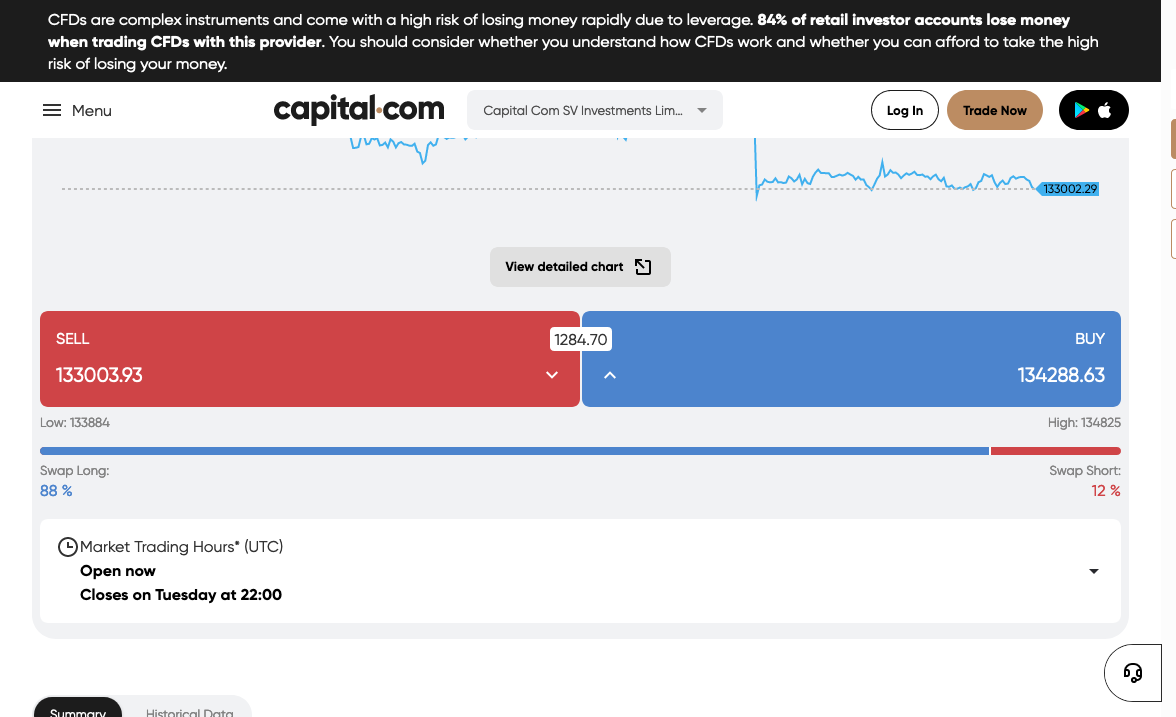 CFDs are complex instruments and come with a high risk of losing money rapidly due to leverage. 84% of retail investor accounts lose money
when trading CFDs with this provider. You should consider whether you understand how CFDs work and whether you can afford to take the high
risk of losing your money.
Menu
capital.com
Capital Com SV Investments Lim...
Log In
Trade Now
133002.29
View detailed chart
SELL
1284.70
BUY
133003.93
134288.63
Low: 133884
High: 134825
Swap Long:
Swap Short:
88 %
12 %
Market Trading Hours* (UTC)
Open now
Closes on Tuesday at 22:00
Summary
Historical Data